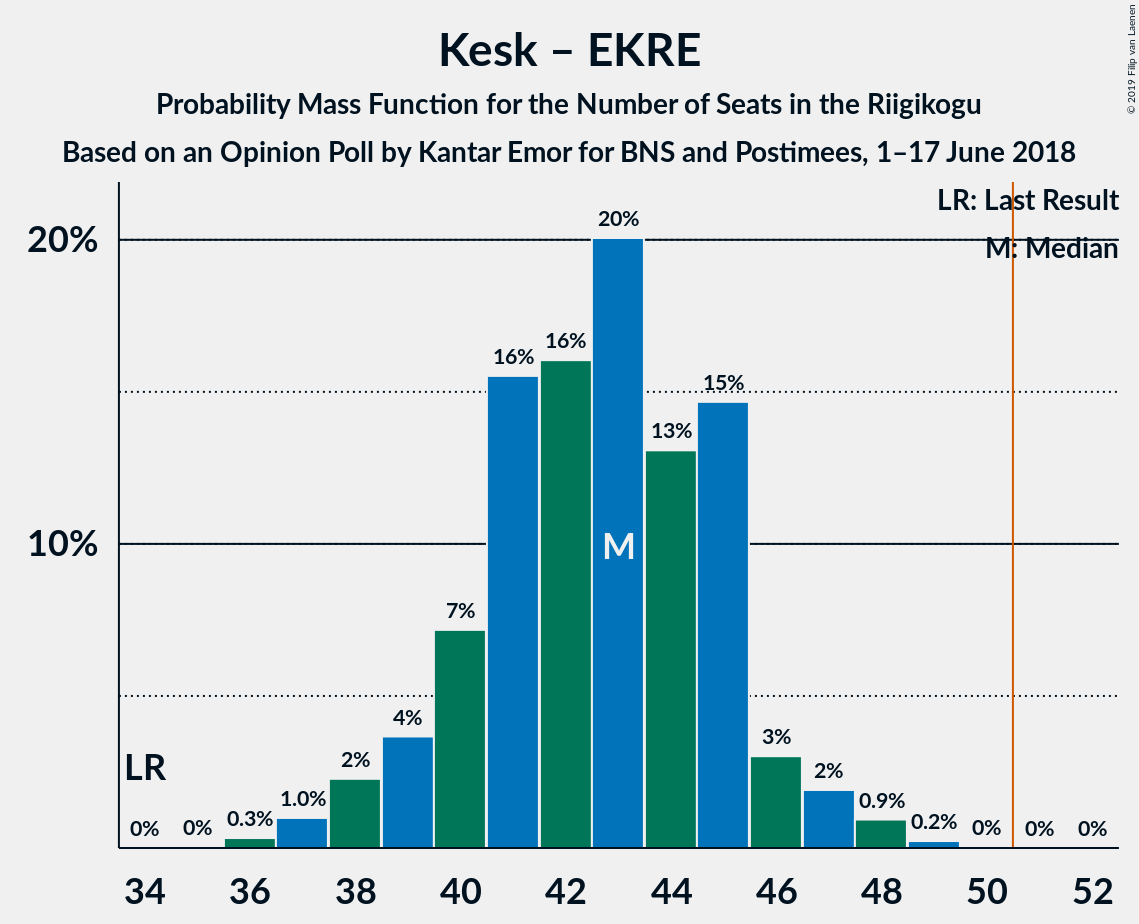 Kesk – EKRE
Probability Mass Function for the Number of Seats in the Riigikogu
Based on an Opinion Poll by Kantar Emor for BNS and Postimees, 1–17 June 2018
© 2019 Filip van Laenen
LR: Last Result
M: Median
20%
10%
LR
M
0%
0%
0.3%
1.0%
2%
4%
7%
16%
16%
20%
13%
15%
3%
2%
0.9%
0.2%
0%
0%
0%
34 36 38 40 42 44 46 48 50 52